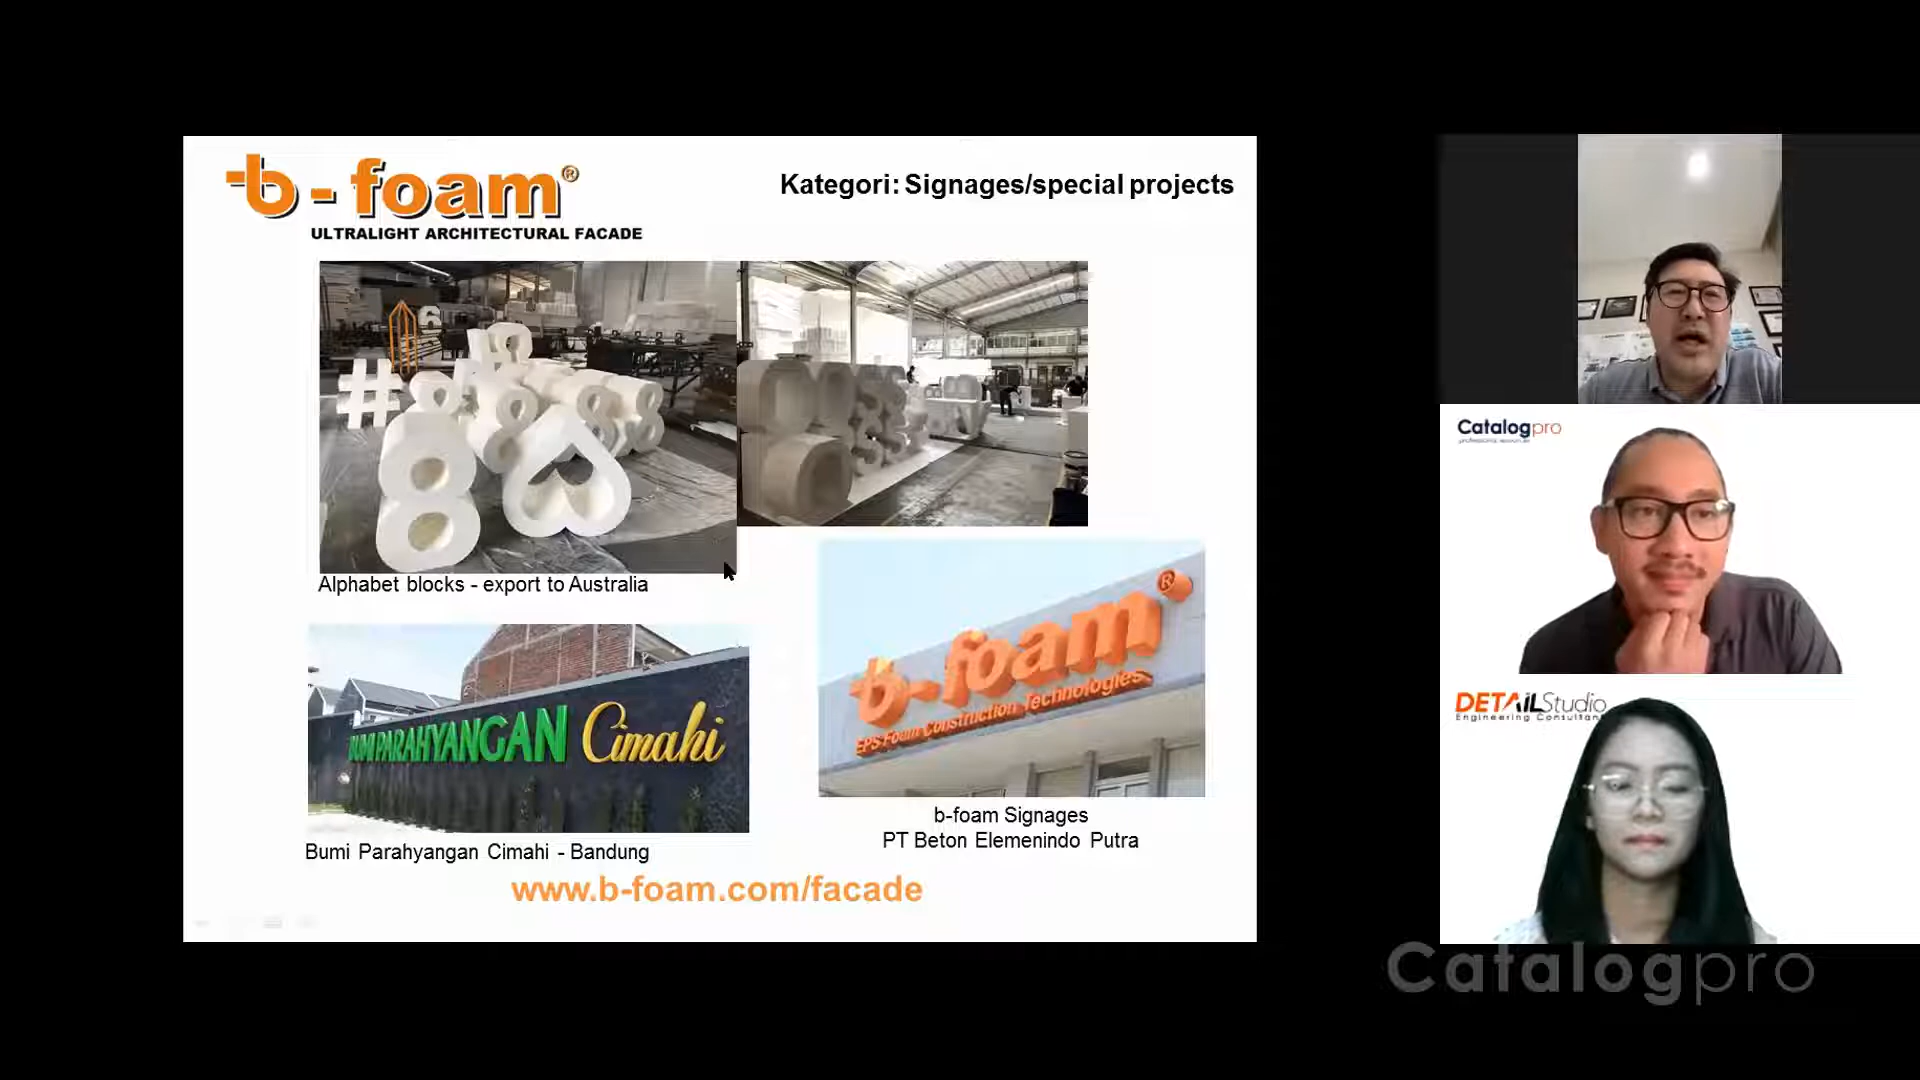 b-foam®
ULTRALIGHT ARCHITECTURAL FACADE
Kategori: Signages/special projects
6
#
8
Alphabet blocks - export to Australia
BUMI PARAHYANGAN Cimahi
Bumi Parahyangan Cimahi - Bandung
b-foam®
EPS Foam Construction Technologies
b-foam Signages
PT Beton Elemenindo Putra
www.b-foam.com/facade
Catalogpro
DETAiLStudio
Engineering Consultant
Catalogpro